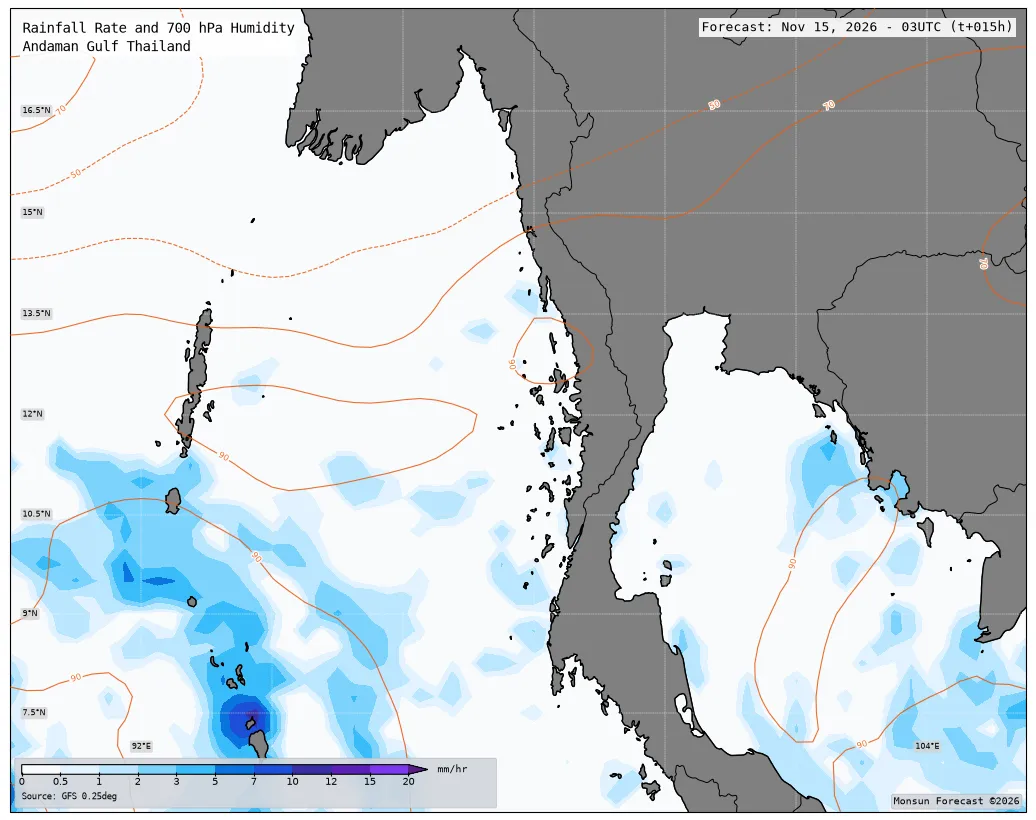 Rainfall Rate and 700 hPa Humidity
Andaman Gulf Thailand
Forecast: Nov 15, 2026 - 03UTC (t+015h)
50
70
16.5°N
70
50
15°N
70
13.5°N
90
12°N
90
10.5°N
90
90
9°N
90
7.5°N
92°E
90
104°E
mm/hr
0 0.5 1 2 3 5 7 10 12 15 20
Source: GFS 0.25deg
Monsun Forecast ©2026